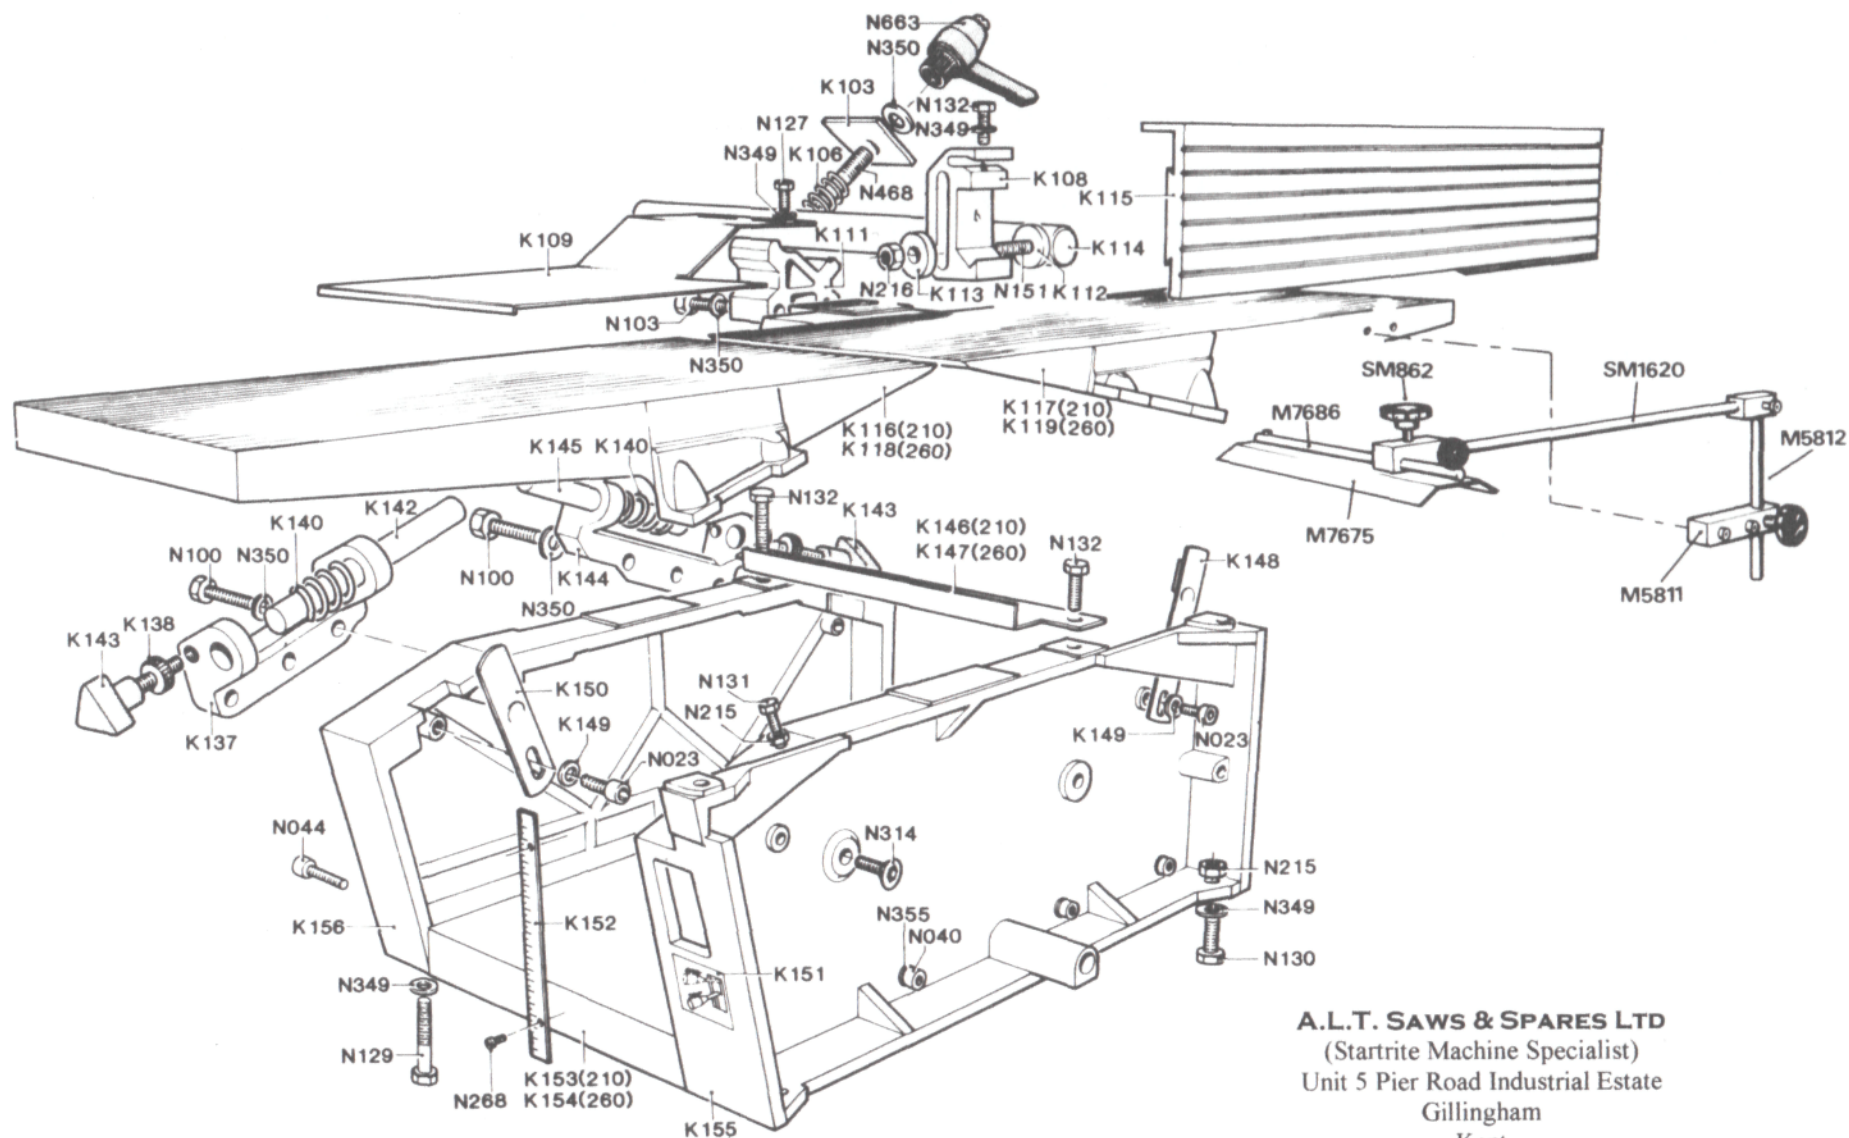 N663
N350
K103
N132
N127
N349
N349
K106
K108
N468
K115
K109
K111
K114
N216
K113
N151
K112
N103
N350
SM862
SM1620
K117(210)
K119(260)
M7686
K116(210)
K118(260)
M5812
K145
K140
N132
K142
K143
K140
K146(210)
K147(260)
N132
M7675
N100
N350
K148
N100
K144
M5811
N350
K143
K138
K150
N131
K137
N215
K149
K149
N023
N023
N044
N314
N215
N355
N349
K156
K152
N040
K151
N130
N349
N129
K153(210)
N268
K154(260)
K155
A.L.T. SAWS & SPARES LTD
(Startrite Machine Specialist)
Unit 5 Pier Road Industrial Estate
Gillingham